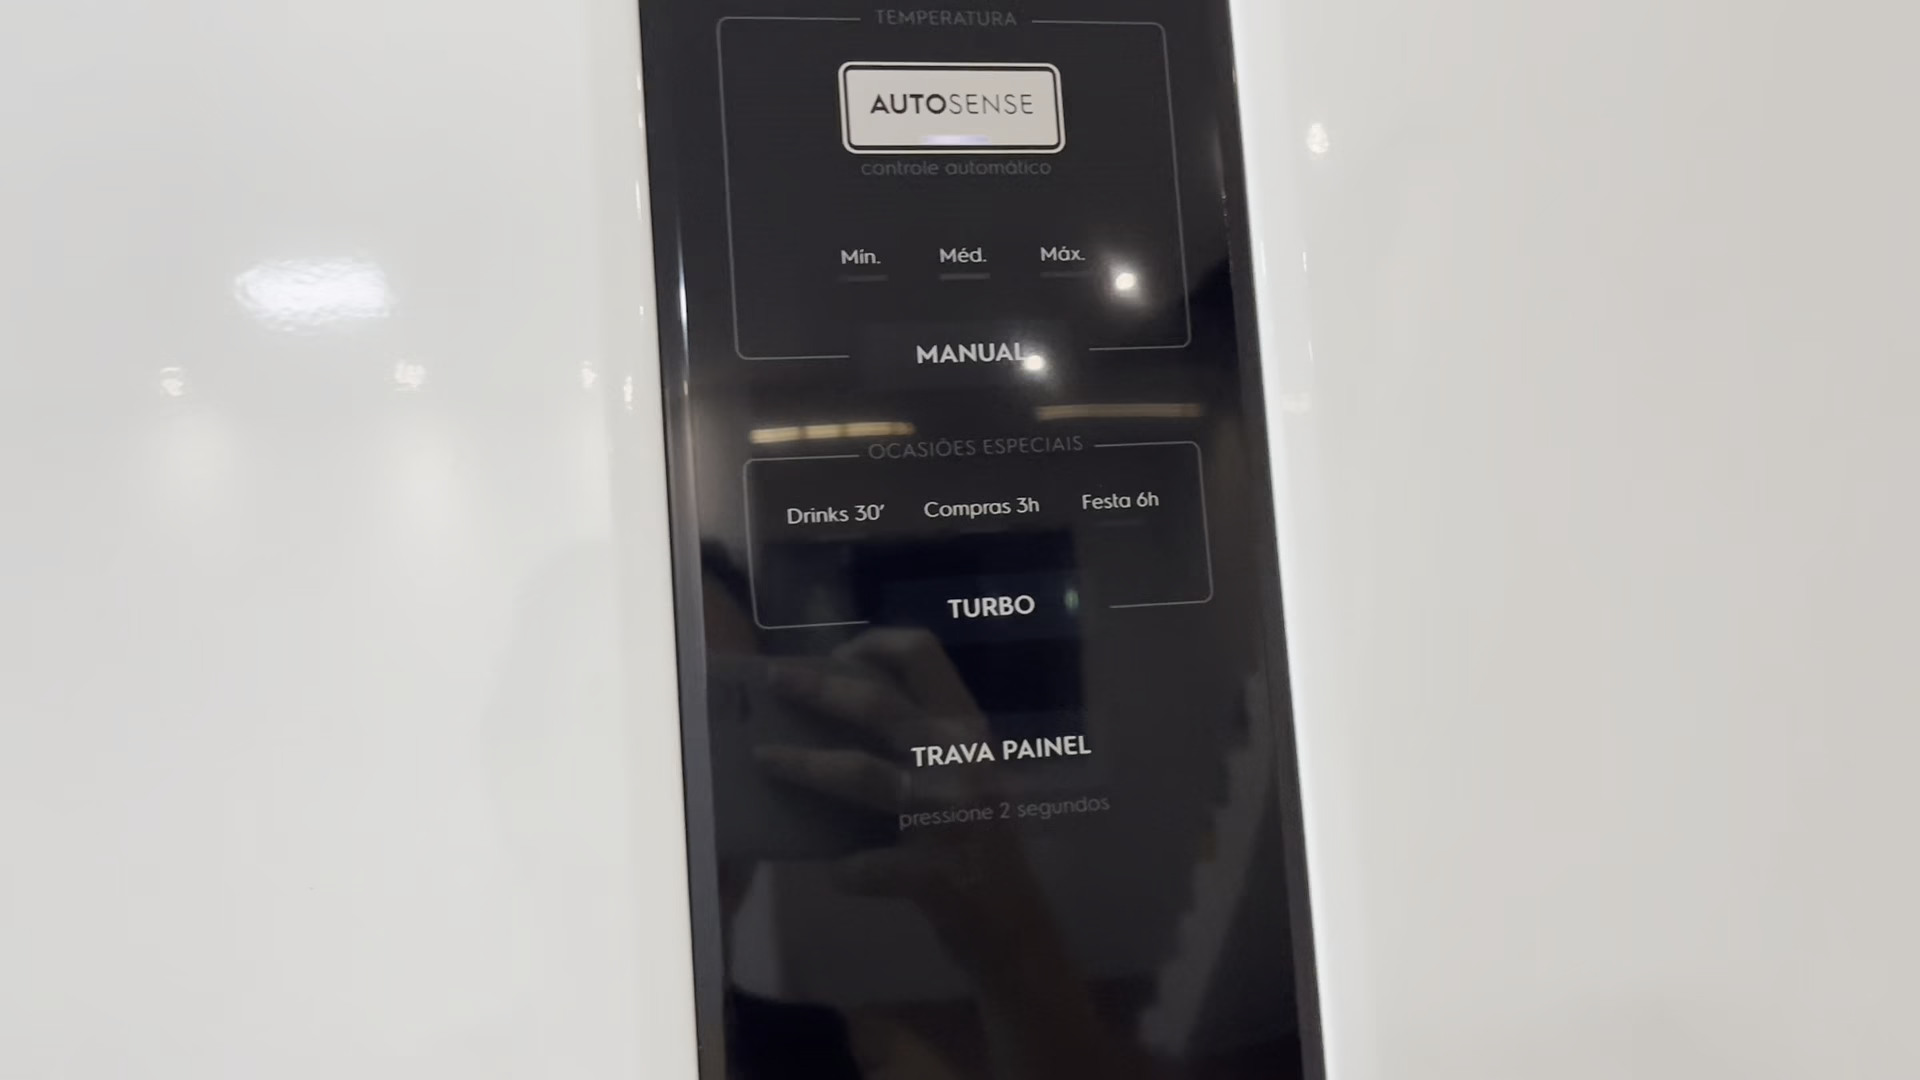 TEMPERATURA
AUTOSENSE
controle automático
Mín. Méd. Máx.
MANUAL
OCASIÕES ESPECIAIS
Drinks 30' Compras 3h Festa 6h
TURBO
TRAVA PAINEL
pressione 2 segundos